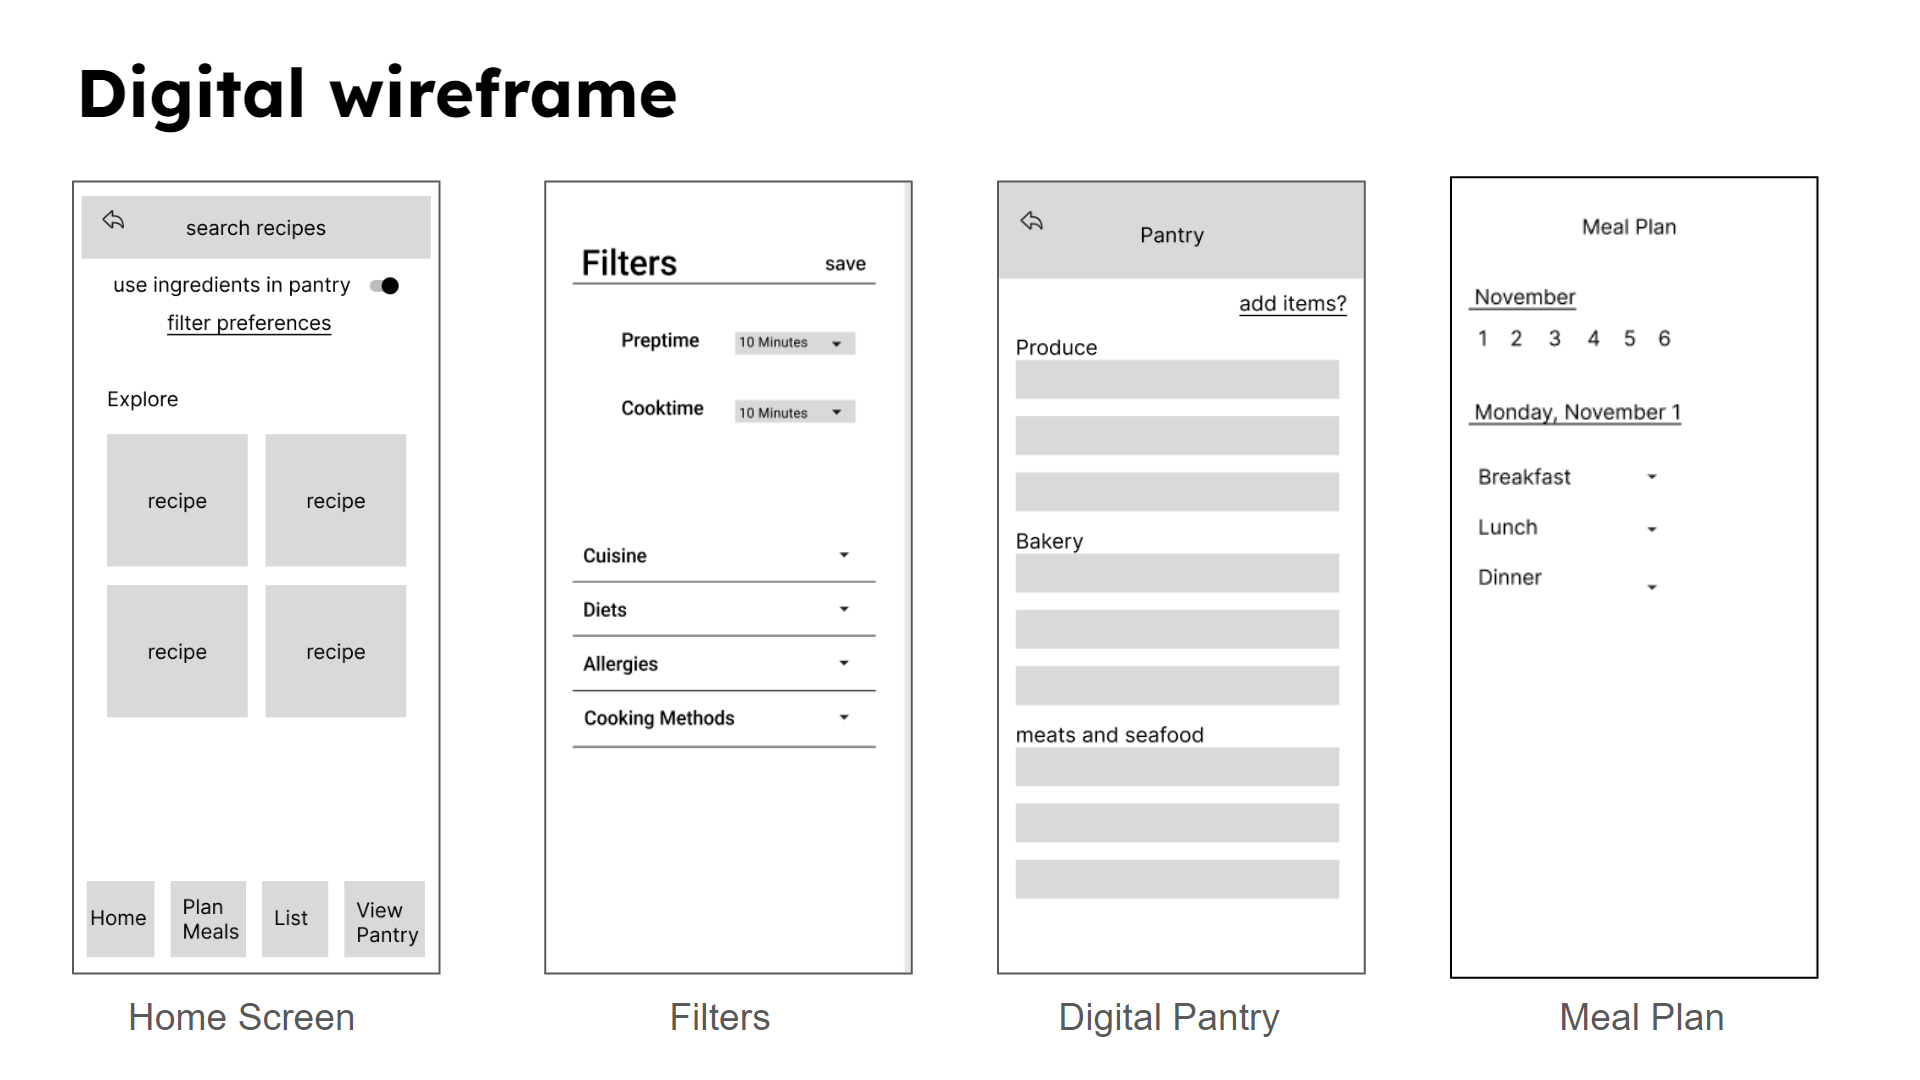 Digital wireframe
search recipes
use ingredients in pantry
filter preferences
Explore
recipe recipe
recipe recipe
Home Plan Meals List View Pantry
Home Screen
Filters save
Preptime 10 Minutes
Cooktime 10 Minutes
Cuisine
Diets
Allergies
Cooking Methods
Filters
Pantry
add items?
Produce
Bakery
meats and seafood
Digital Pantry
Meal Plan
November
1 2 3 4 5 6
Monday, November 1
Breakfast
Lunch
Dinner
Meal Plan